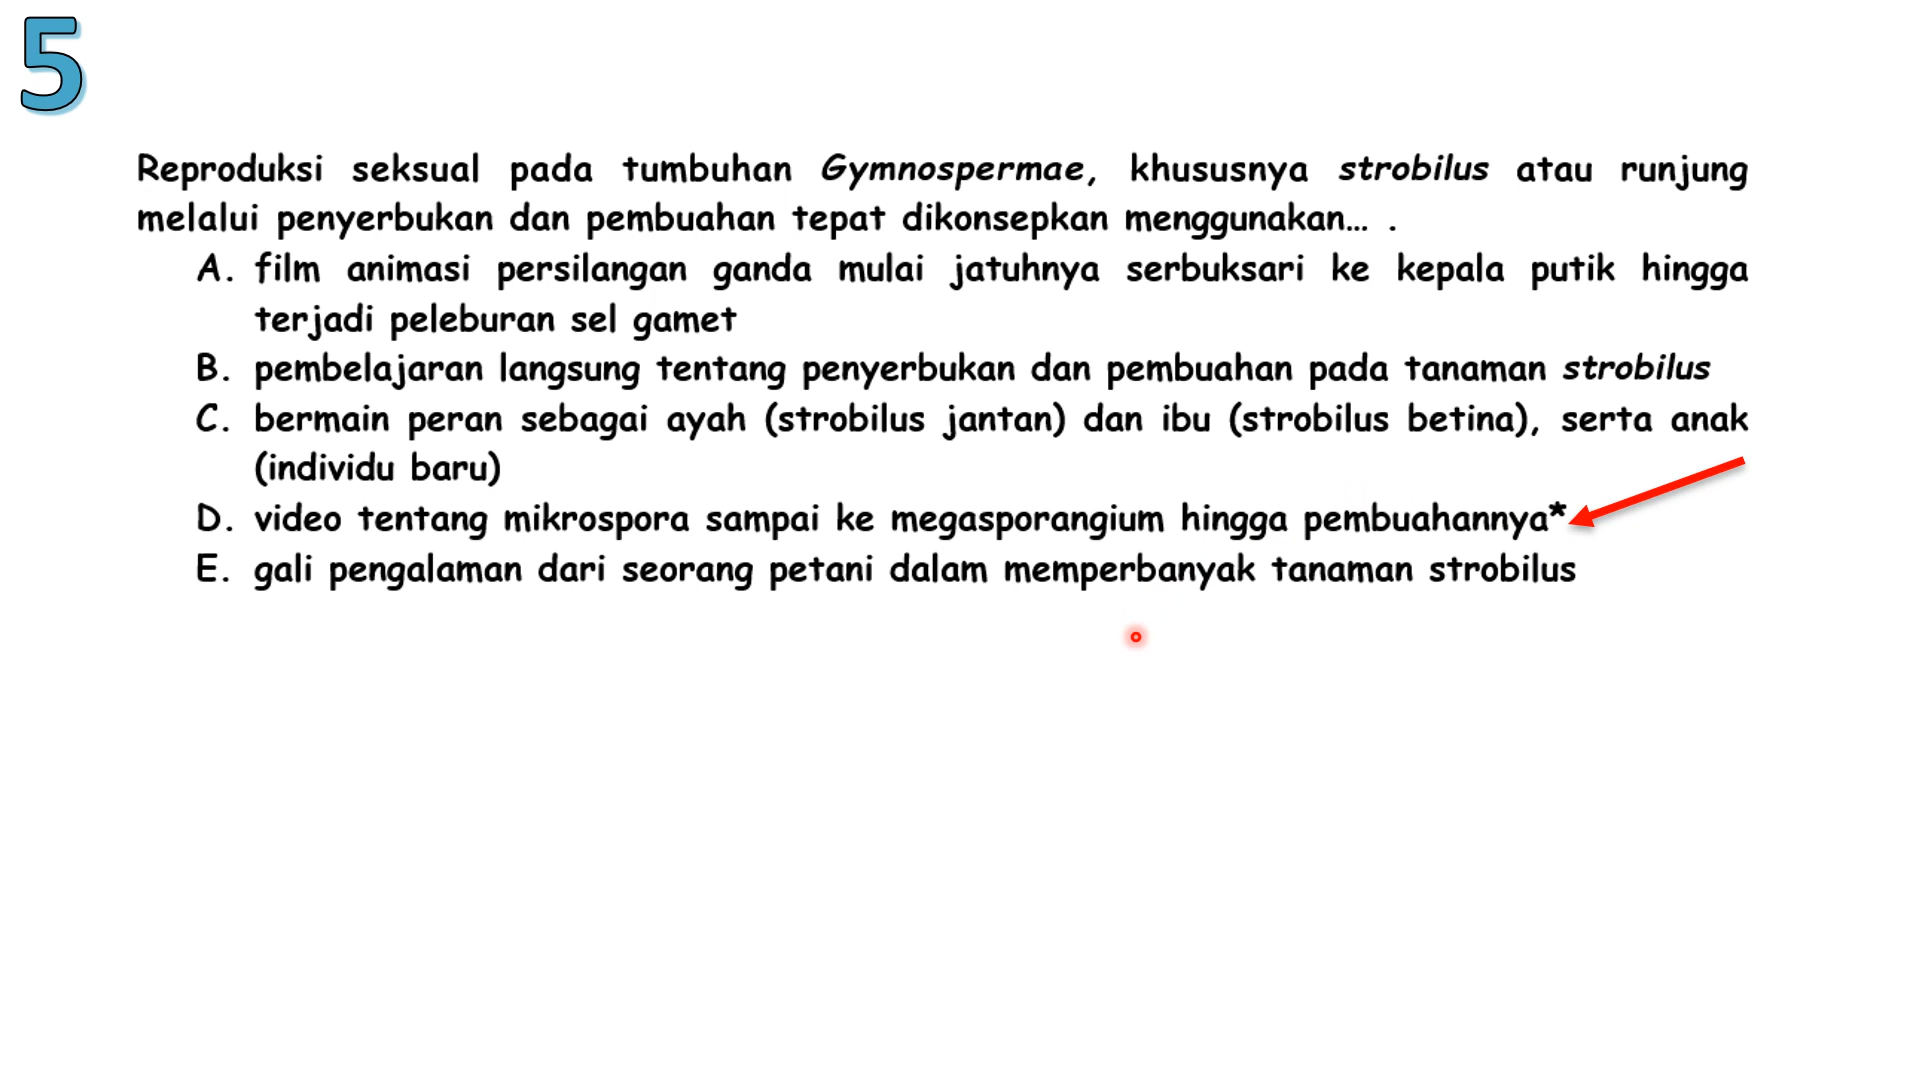 5
Reproduksi seksual pada tumbuhan Gymnospermae, khususnya strobilus atau runjung
melalui penyerbukan dan pembuahan tepat dikonsepkan menggunakan... .
A. film animasi persilangan ganda mulai jatuhnya serbuksari ke kepala putik hingga
terjadi peleburan sel gamet
B. pembelajaran langsung tentang penyerbukan dan pembuahan pada tanaman strobilus
C. bermain peran sebagai ayah (strobilus jantan) dan ibu (strobilus betina), serta anak
(individu baru)
D. video tentang mikrospora sampai ke megasporangium hingga pembuahannya*
E. gali pengalaman dari seorang petani dalam memperbanyak tanaman strobilus